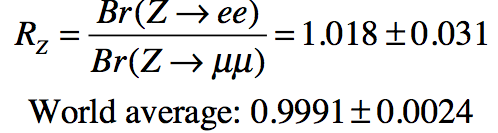 R_Z = Br(Z → ee) / Br(Z → μμ) = 1.018 ± 0.031
World average: 0.9991 ± 0.0024